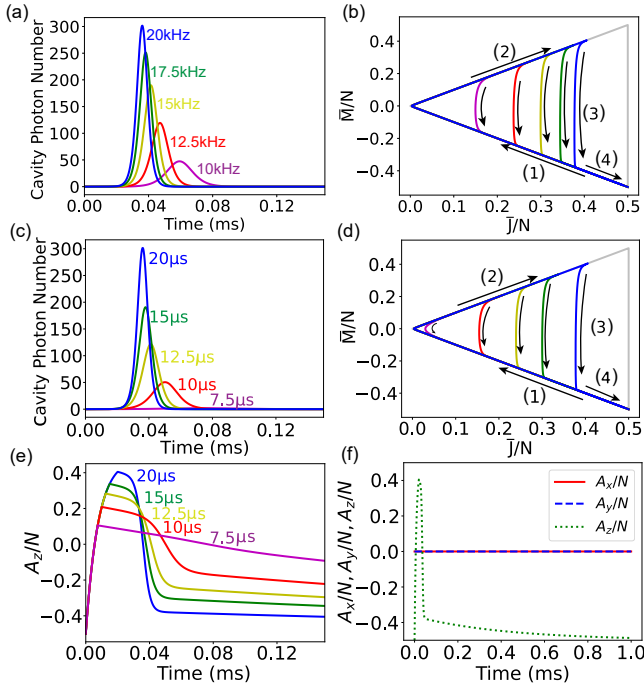 (a)
Cavity Photon Number
300
250
200
150
100
50
0
20kHz
17.5kHz
15kHz
12.5kHz
10kHz
0.00 0.04 0.08 0.12
Time (ms)
(b)
M̄/N
0.4
0.2
0.0
−0.2
−0.4
(2)
(3)
(1)
(4)
0.0 0.1 0.2 0.3 0.4 0.5
J̄/N
(c)
Cavity Photon Number
300
250
200
150
100
50
0
20μs
15μs
12.5μs
10μs
7.5μs
0.00 0.04 0.08 0.12
Time (ms)
(d)
M̄/N
0.4
0.2
0.0
−0.2
−0.4
(2)
(3)
(1)
(4)
0.0 0.1 0.2 0.3 0.4 0.5
J̄/N
(e)
A_z/N
0.4
0.2
0.0
−0.2
−0.4
20μs
15μs
12.5μs
10μs
7.5μs
0.00 0.04 0.08 0.12
Time (ms)
(f)
A_x/N, A_y/N, A_z/N
0.4
0.2
0.0
−0.2
−0.4
A_x/N
A_y/N
A_z/N
0.0 0.2 0.4 0.6 0.8 1.0
Time (ms)